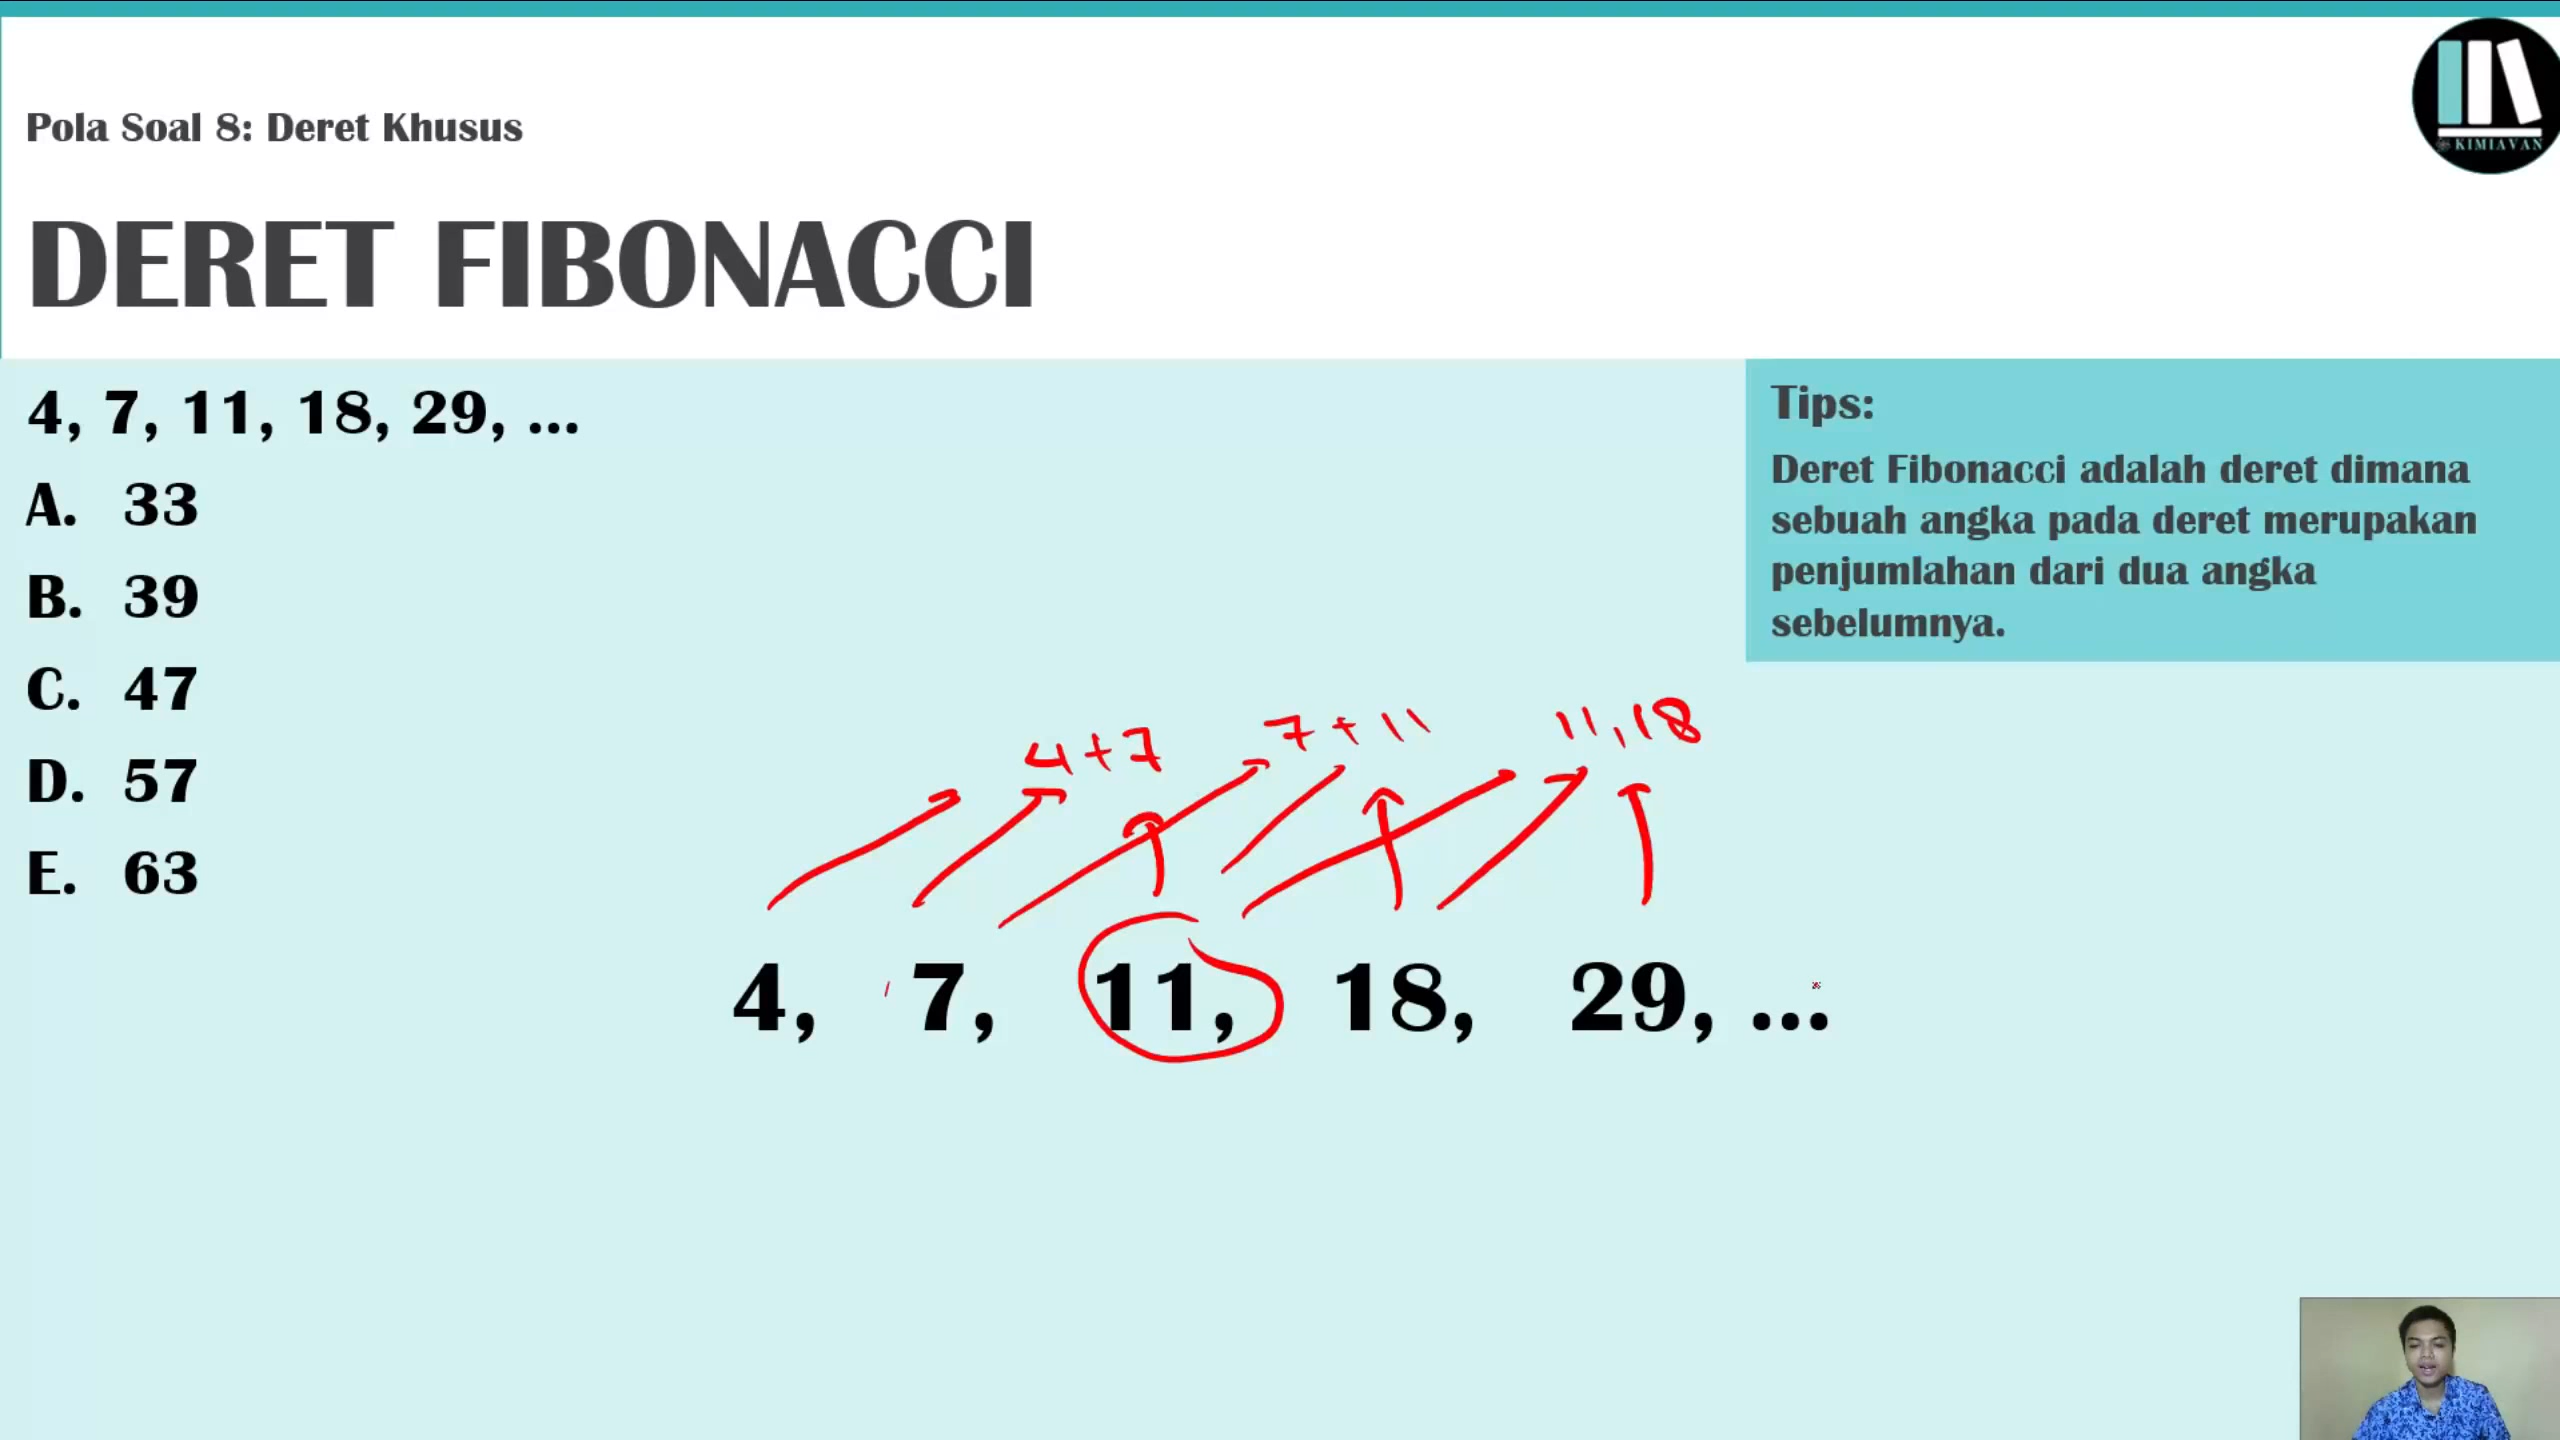 KIMIAVAN
Pola Soal 8: Deret Khusus
DERET FIBONACCI
4, 7, 11, 18, 29, ...
A. 33
B. 39
C. 47
D. 57
E. 63
Tips:
Deret Fibonacci adalah deret dimana
sebuah angka pada deret merupakan
penjumlahan dari dua angka
sebelumnya.
4+7
7+11
11,18
4, 7, 11, 18, 29, ...